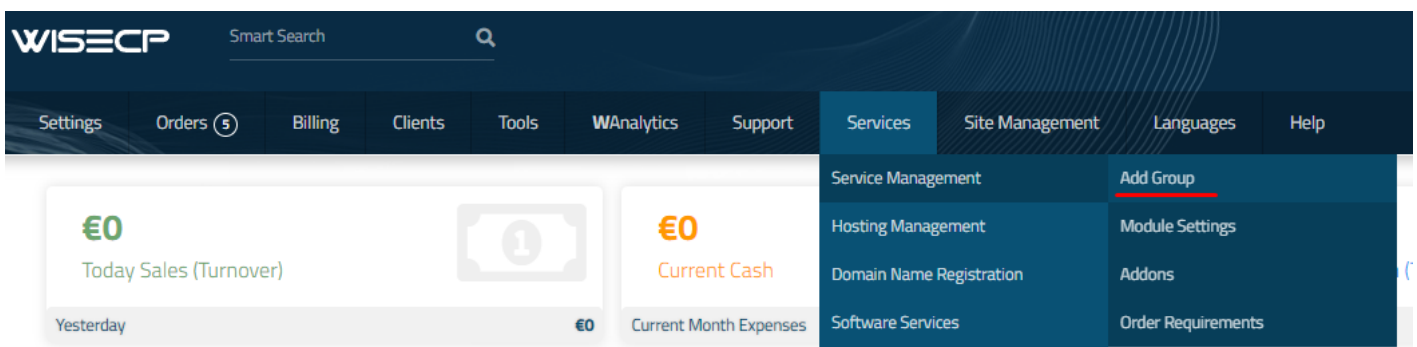 WISECP
Smart Search
Settings Orders 5 Billing Clients Tools WAnalytics Support Services Site Management Languages Help
Service Management
Add Group
Hosting Management
Module Settings
Domain Name Registration
Addons
Software Services
Order Requirements
€0
Today Sales (Turnover)
1
Yesterday €0
€0
Current Cash
Current Month Expenses